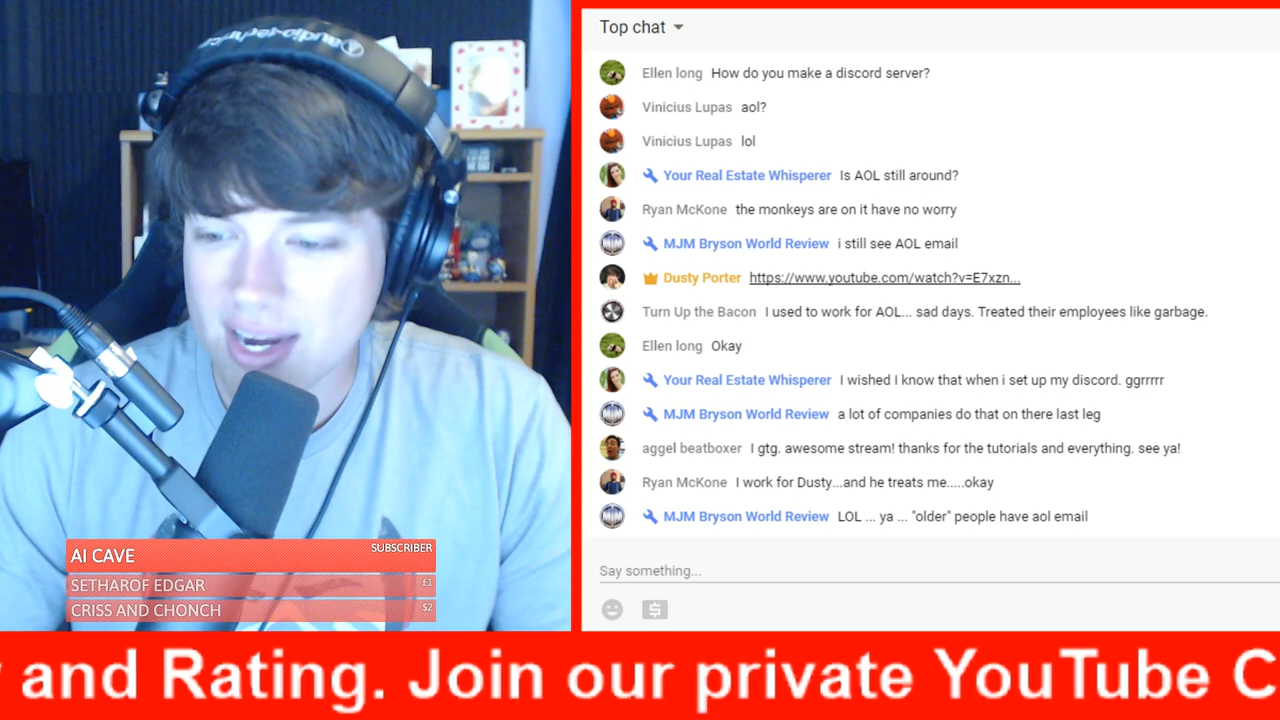 audio-technica
Top chat
Ellen long How do you make a discord server?
Vinicius Lupas aol?
Vinicius Lupas lol
Your Real Estate Whisperer Is AOL still around?
Ryan McKone the monkeys are on it have no worry
MJM Bryson World Review i still see AOL email
Dusty Porter https://www.youtube.com/watch?v=E7xzn...
Turn Up the Bacon I used to work for AOL... sad days. Treated their employees like garbage.
Ellen long Okay
Your Real Estate Whisperer I wished I know that when i set up my discord. ggrrrrr
MJM Bryson World Review a lot of companies do that on there last leg
aggel beatboxer I gtg. awesome stream! thanks for the tutorials and everything. see ya!
Ryan McKone I work for Dusty...and he treats me.....okay
MJM Bryson World Review LOL ... ya ... "older" people have aol email
Say something...
AI CAVE SUBSCRIBER
SETHAROF EDGAR £1
CRISS AND CHONCH $2
and Rating. Join our private YouTube C